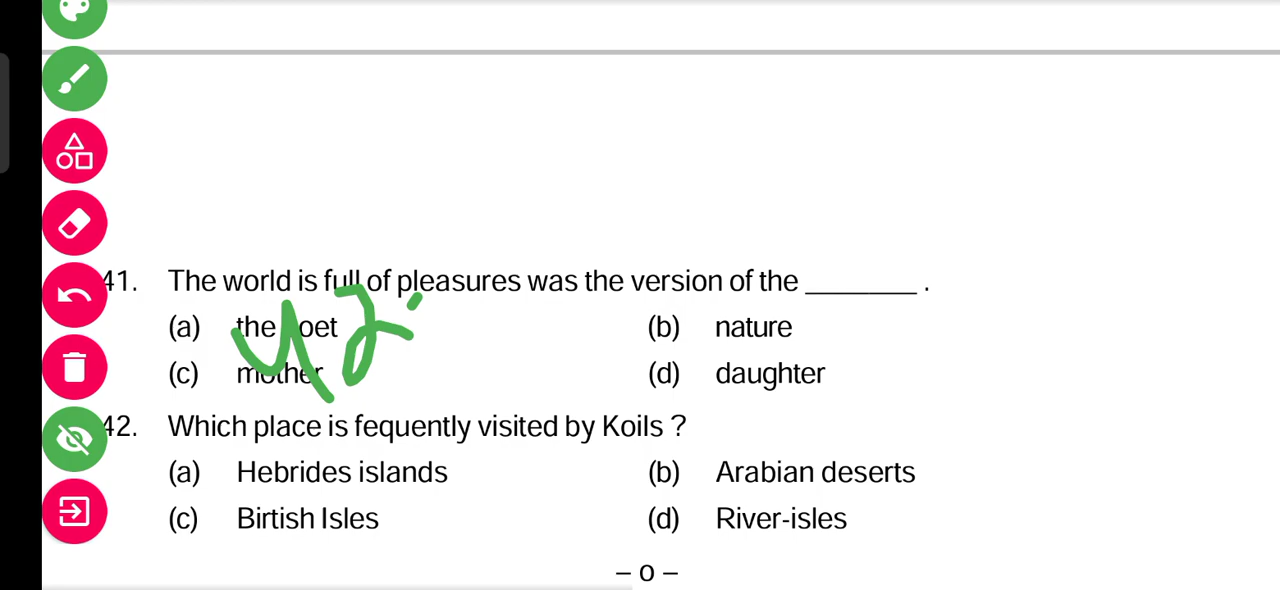 41. The world is full of pleasures was the version of the ________ .
(a) the poet (b) nature
(c) mother (d) daughter
42. Which place is fequently visited by Koils ?
(a) Hebrides islands (b) Arabian deserts
(c) Birtish Isles (d) River-isles
– o –